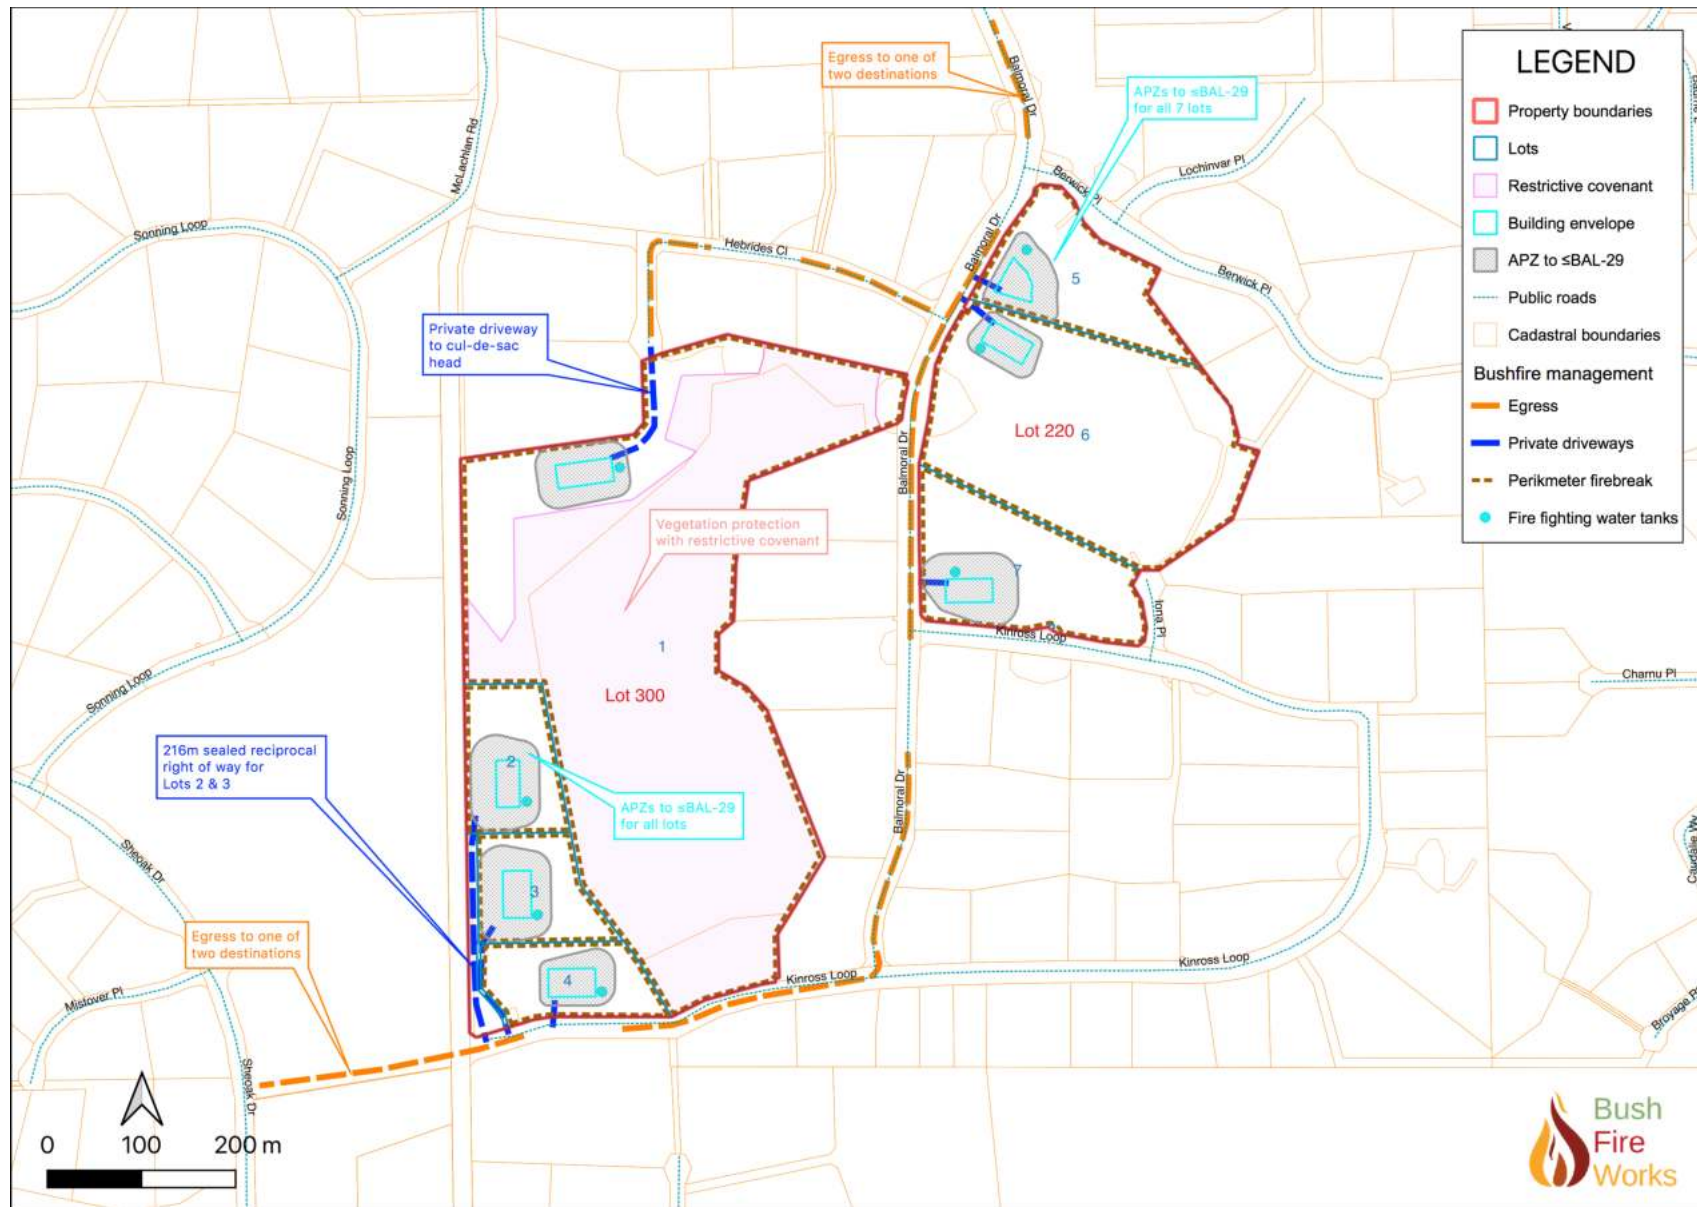 Egress to one of
two destinations
Balmoral Dr
APZs to ≤BAL-29
for all 7 lots
LEGEND
Property boundaries
Lots
Restrictive covenant
Building envelope
APZ to ≤BAL-29
Public roads
Cadastral boundaries
Bushfire management
Egress
Private driveways
Perikmeter firebreak
Fire fighting water tanks
McLachlan Rd
Lochinvar Pl
Berwick Pl
Sonning Loop
Hebrides Cl
Balmoral Dr
Berwick Pl
5
Private driveway
to cul-de-sac
head
Lot 220
6
Balmoral Dr
Sonning Loop
Vegetation protection
with restrictive covenant
7
Iona Pl
Kinross Loop
1
Lot 300
Sonning Loop
Charnu Pl
216m sealed reciprocal
right of way for
Lots 2 & 3
2
APZs to ≤BAL-29
for all lots
Balmoral Dr
Sheoak Dr
3
Egress to one of
two destinations
4
Kinross Loop
Kinross Loop
Mistover Pl
Sheoak Dr
0 100 200 m
Bush
Fire
Works